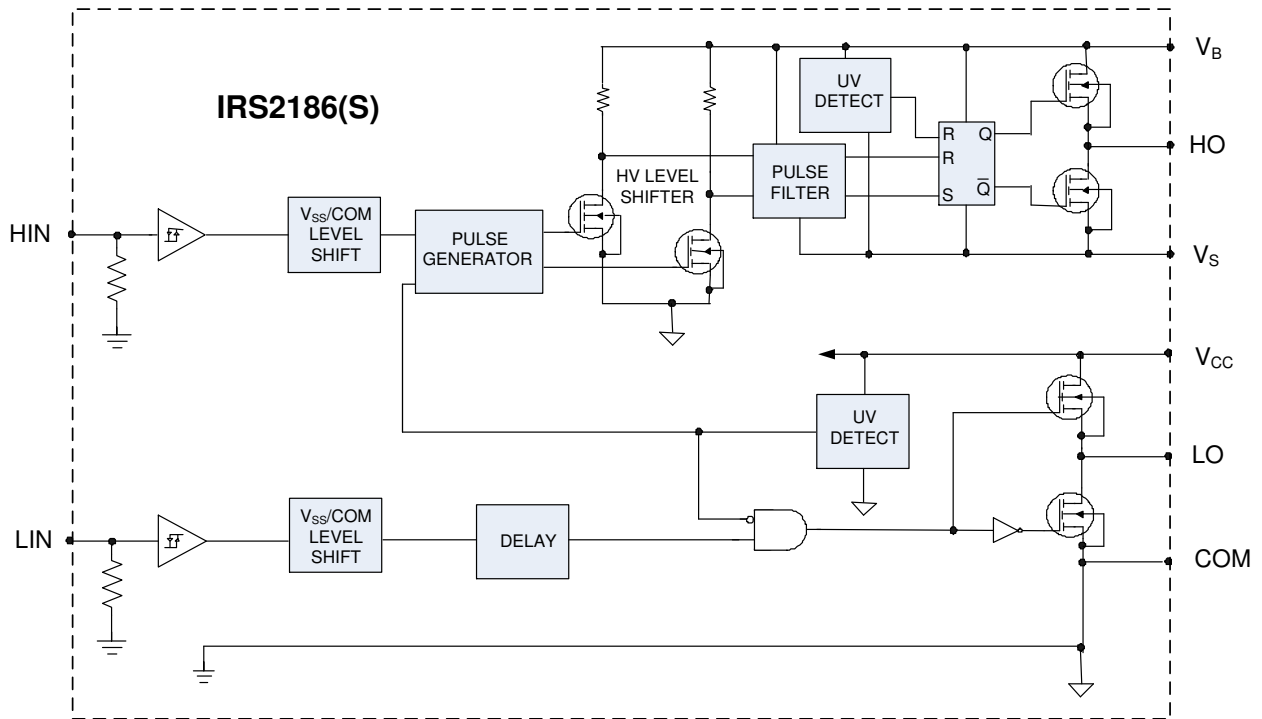 IRS2186(S)
V_B
UV
DETECT
R Q
HO
R
HV LEVEL
SHIFTER
PULSE
FILTER
S Q̅
HIN
V_SS/COM
LEVEL
SHIFT
PULSE
GENERATOR
V_S
V_CC
UV
DETECT
LO
LIN
V_SS/COM
LEVEL
SHIFT
DELAY
COM